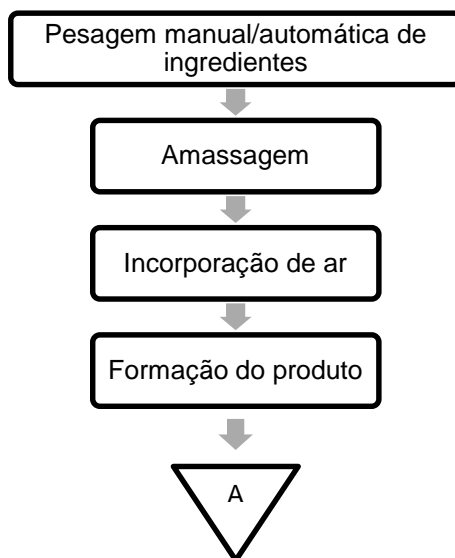 Pesagem manual/automática de
ingredientes
Amassagem
Incorporação de ar
Formação do produto
A